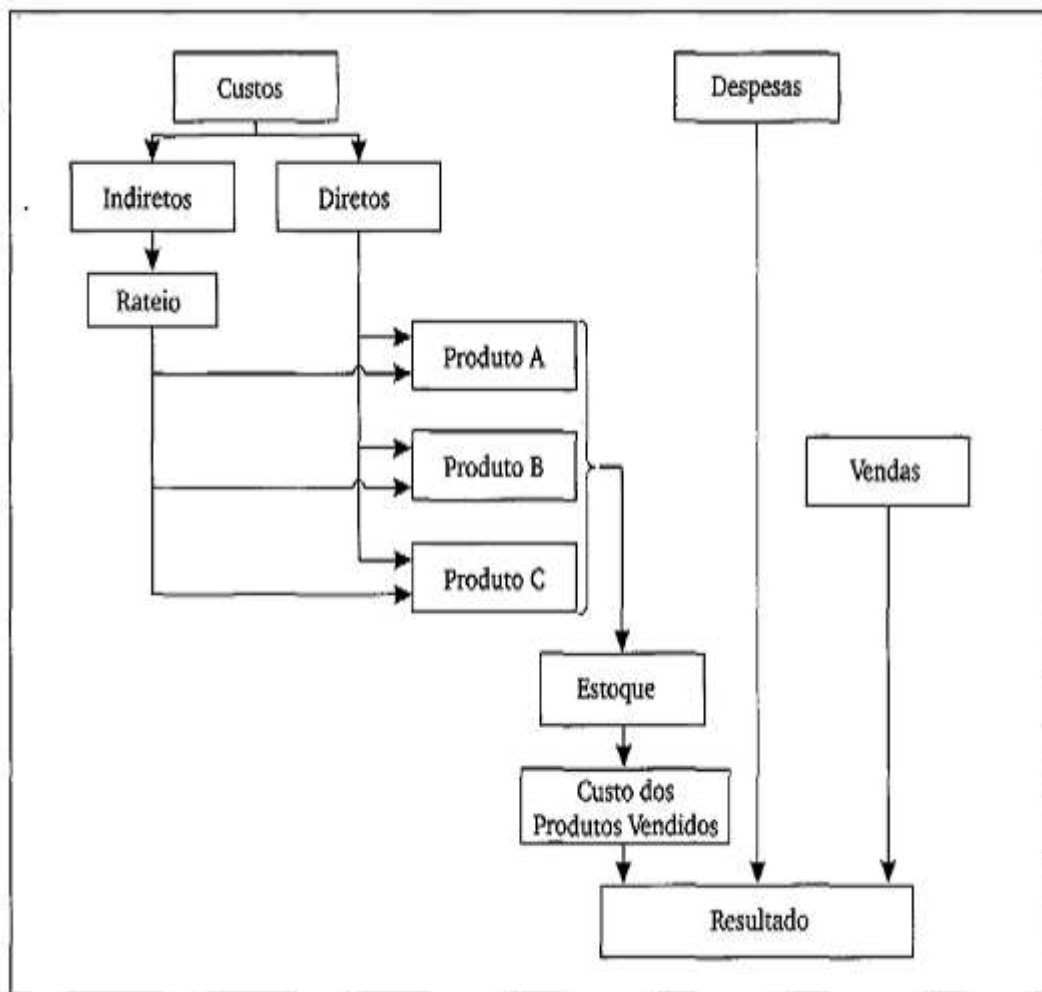 Custos
Despesas
Indiretos
Diretos
Rateio
Produto A
Produto B
Vendas
Produto C
Estoque
Custo dos
Produtos Vendidos
Resultado